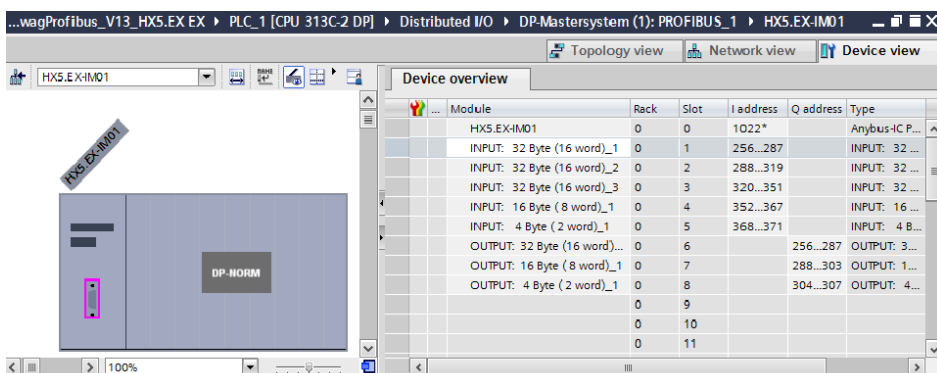 ...wagProfibus_V13_HX5.EX EX ▸ PLC_1 [CPU 313C-2 DP] ▸ Distributed I/O ▸ DP-Mastersystem (1): PROFIBUS_1 ▸ HX5.EX-IM01
Topology view Network view Device view
HX5.EX-IM01
Device overview
... Module Rack Slot I address Q address Type
HX5.EX-IM01 0 0 1022* Anybus-IC P...
INPUT: 32 Byte (16 word)_1 0 1 256...287 INPUT: 32 ...
INPUT: 32 Byte (16 word)_2 0 2 288...319 INPUT: 32 ...
INPUT: 32 Byte (16 word)_3 0 3 320...351 INPUT: 32 ...
INPUT: 16 Byte ( 8 word)_1 0 4 352...367 INPUT: 16 ...
INPUT: 4 Byte ( 2 word)_1 0 5 368...371 INPUT: 4 B...
OUTPUT: 32 Byte (16 word)... 0 6 256...287 OUTPUT: 3...
OUTPUT: 16 Byte ( 8 word)_1 0 7 288...303 OUTPUT: 1...
OUTPUT: 4 Byte ( 2 word)_1 0 8 304...307 OUTPUT: 4...
0 9
0 10
0 11
HX5.EX-IM01
DP-NORM
100%